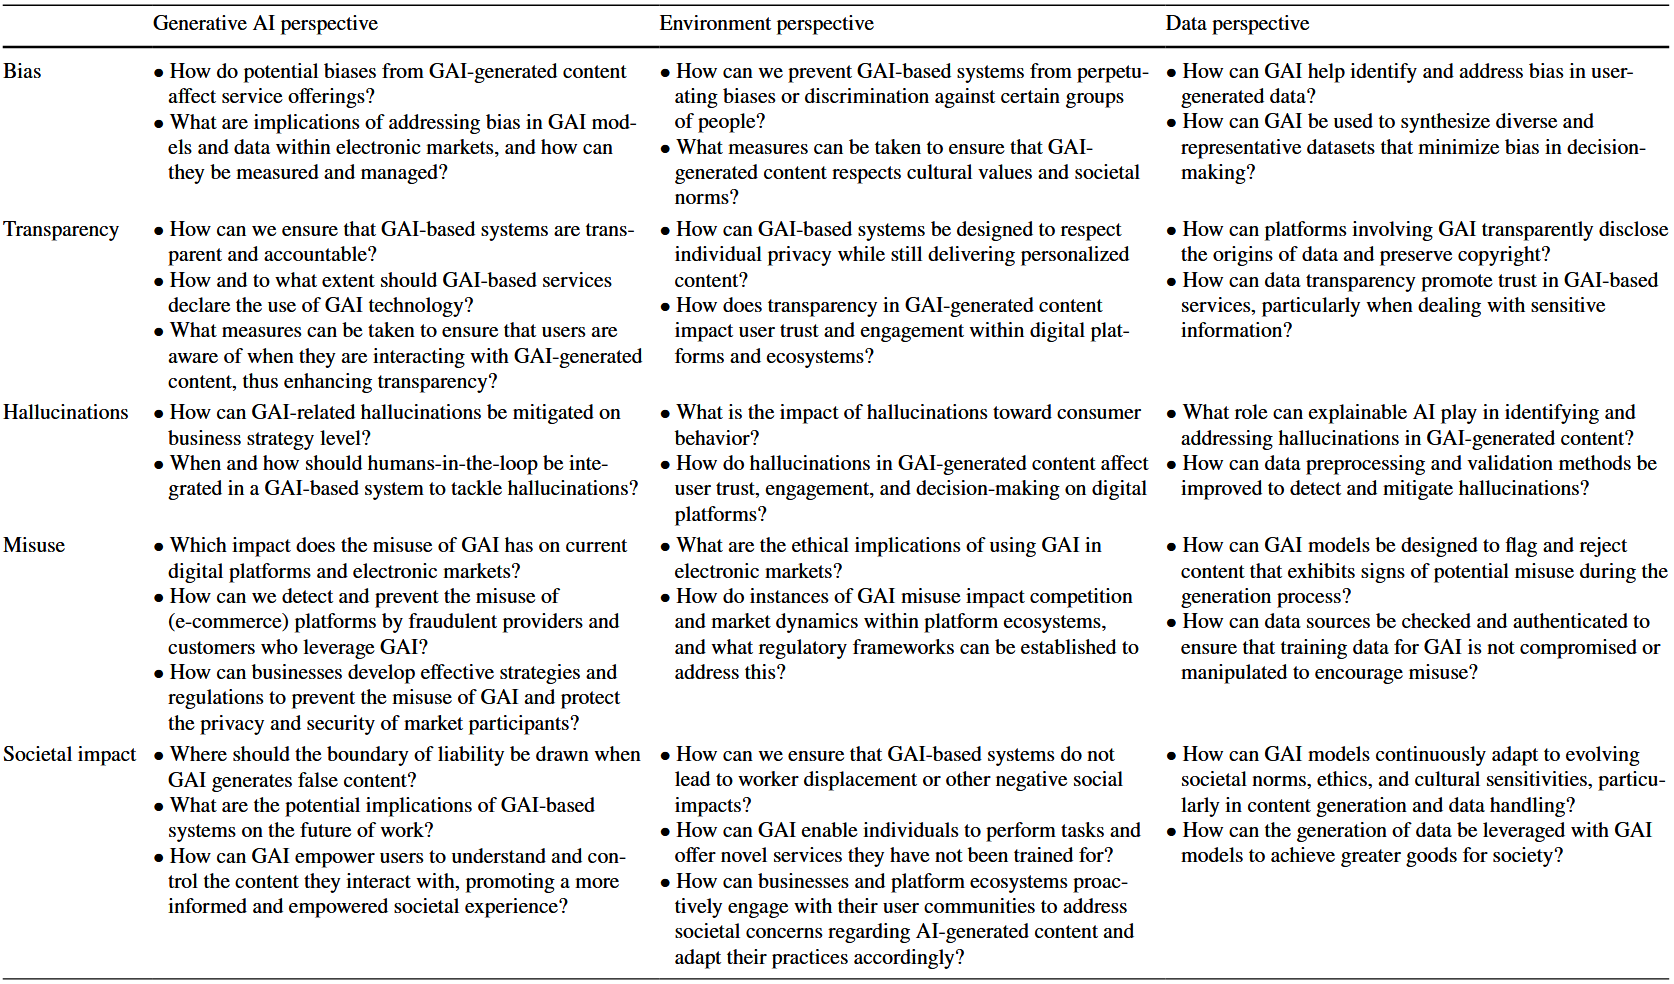 Generative AI perspective
Environment perspective
Data perspective
Bias
● How do potential biases from GAI-generated content
affect service offerings?
● What are implications of addressing bias in GAI mod-
els and data within electronic markets, and how can
they be measured and managed?
● How can we prevent GAI-based systems from perpetu-
ating biases or discrimination against certain groups
of people?
● What measures can be taken to ensure that GAI-
generated content respects cultural values and societal
norms?
● How can GAI help identify and address bias in user-
generated data?
● How can GAI be used to synthesize diverse and
representative datasets that minimize bias in decision-
making?
Transparency
● How can we ensure that GAI-based systems are trans-
parent and accountable?
● How and to what extent should GAI-based services
declare the use of GAI technology?
● What measures can be taken to ensure that users are
aware of when they are interacting with GAI-generated
content, thus enhancing transparency?
● How can GAI-based systems be designed to respect
individual privacy while still delivering personalized
content?
● How does transparency in GAI-generated content
impact user trust and engagement within digital plat-
forms and ecosystems?
● How can platforms involving GAI transparently disclose
the origins of data and preserve copyright?
● How can data transparency promote trust in GAI-based
services, particularly when dealing with sensitive
information?
Hallucinations
● How can GAI-related hallucinations be mitigated on
business strategy level?
● When and how should humans-in-the-loop be inte-
grated in a GAI-based system to tackle hallucinations?
● What is the impact of hallucinations toward consumer
behavior?
● How do hallucinations in GAI-generated content affect
user trust, engagement, and decision-making on digital
platforms?
● What role can explainable AI play in identifying and
addressing hallucinations in GAI-generated content?
● How can data preprocessing and validation methods be
improved to detect and mitigate hallucinations?
Misuse
● Which impact does the misuse of GAI has on current
digital platforms and electronic markets?
● How can we detect and prevent the misuse of
(e-commerce) platforms by fraudulent providers and
customers who leverage GAI?
● How can businesses develop effective strategies and
regulations to prevent the misuse of GAI and protect
the privacy and security of market participants?
● What are the ethical implications of using GAI in
electronic markets?
● How do instances of GAI misuse impact competition
and market dynamics within platform ecosystems,
and what regulatory frameworks can be established to
address this?
● How can GAI models be designed to flag and reject
content that exhibits signs of potential misuse during the
generation process?
● How can data sources be checked and authenticated to
ensure that training data for GAI is not compromised or
manipulated to encourage misuse?
Societal impact
● Where should the boundary of liability be drawn when
GAI generates false content?
● What are the potential implications of GAI-based
systems on the future of work?
● How can GAI empower users to understand and con-
trol the content they interact with, promoting a more
informed and empowered societal experience?
● How can we ensure that GAI-based systems do not
lead to worker displacement or other negative social
impacts?
● How can GAI enable individuals to perform tasks and
offer novel services they have not been trained for?
● How can businesses and platform ecosystems proac-
tively engage with their user communities to address
societal concerns regarding AI-generated content and
adapt their practices accordingly?
● How can GAI models continuously adapt to evolving
societal norms, ethics, and cultural sensitivities, particu-
larly in content generation and data handling?
● How can the generation of data be leveraged with GAI
models to achieve greater goods for society?